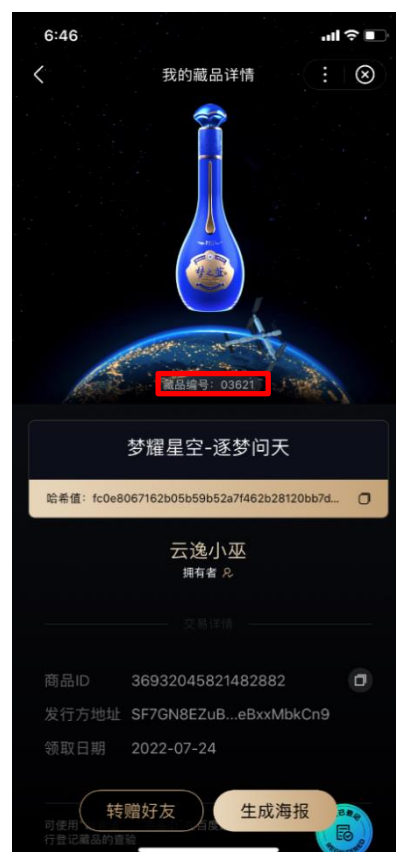 6:46
我的藏品详情
梦之蓝
藏品编号：03621
梦耀星空-逐梦问天
哈希值：fc0e8067162b05b59b52a7f462b28120bb7d...
云逸小巫
拥有者
交易详情
商品ID 36932045821482882
发行方地址 SF7GN8EZuB...eBxxMbkCn9
领取日期 2022-07-24
转赠好友
生成海报
可使用
行登记藏品的查验